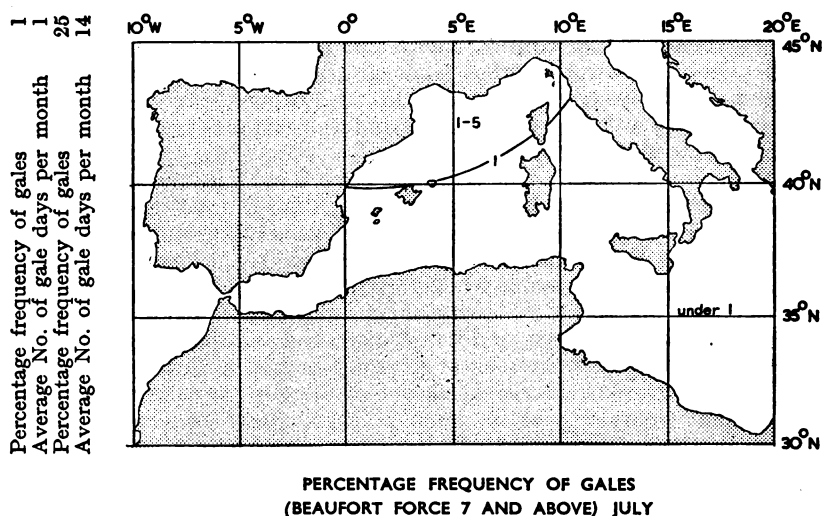 Percentage frequency of gales 1
Average No. of gale days per month 1
Percentage frequency of gales 25
Average No. of gale days per month 14
10°W 5°W 0° 5°E 10°E 15°E 20°E
45°N
1-5
1
40°N
under 1
35°N
30°N
PERCENTAGE FREQUENCY OF GALES
(BEAUFORT FORCE 7 AND ABOVE) JULY